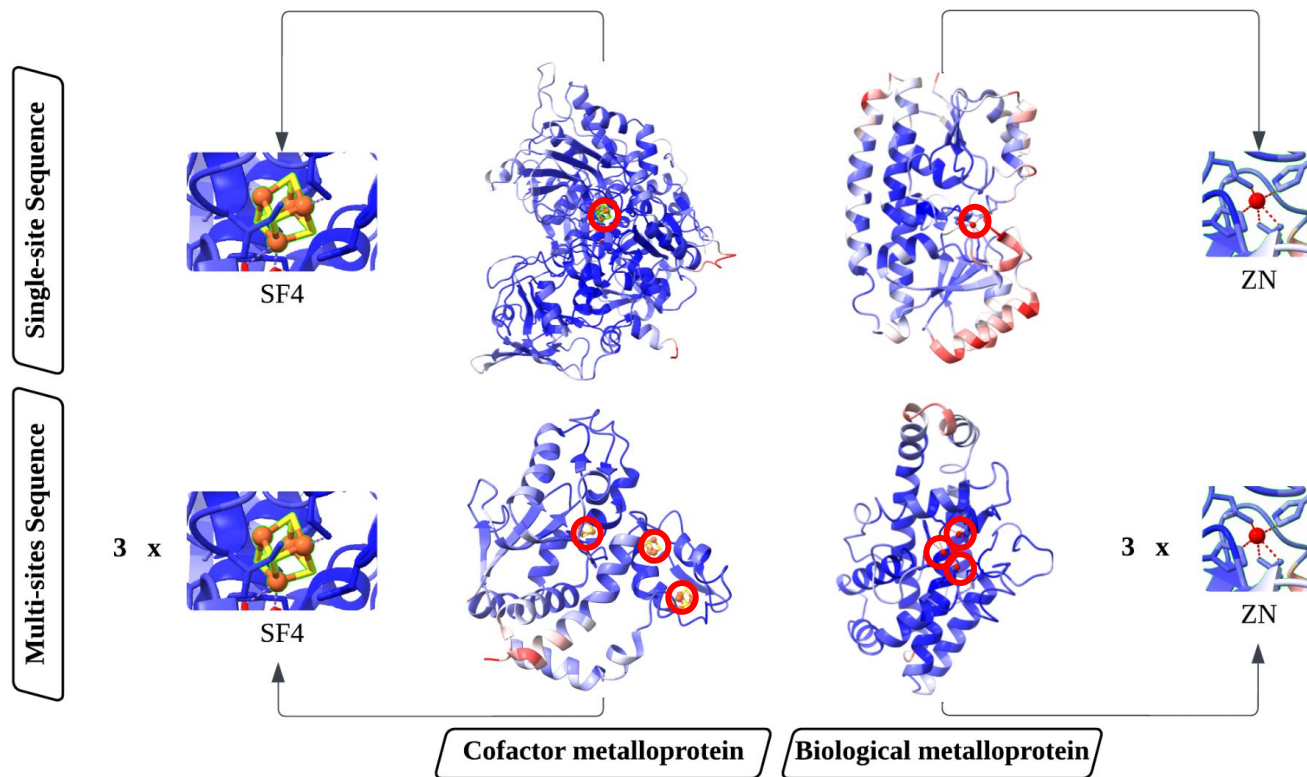 Single-site Sequence
SF4
ZN
Multi-sites Sequence
3 x
SF4
3 x
ZN
Cofactor metalloprotein
Biological metalloprotein